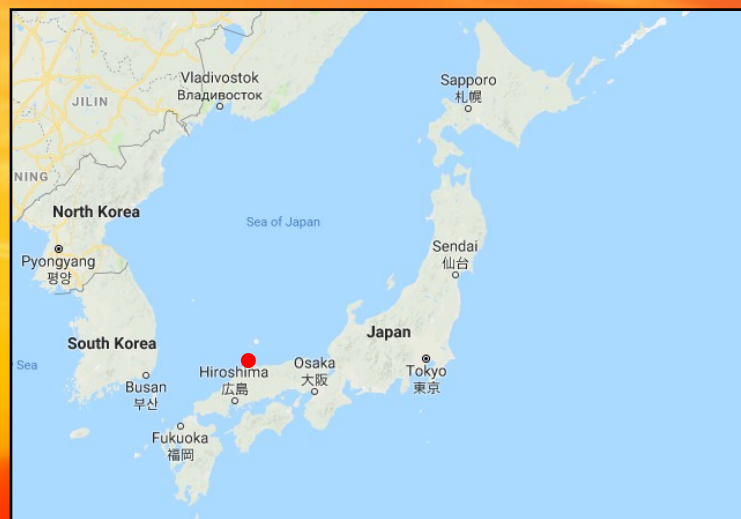 Vladivostok
Владивосток
JILIN
Sapporo
札幌
NING
North Korea
Sea of Japan
Pyongyang
평양
Sendai
仙台
South Korea
Japan
Sea
Hiroshima
広島
Osaka
大阪
Tokyo
東京
Busan
부산
Fukuoka
福岡